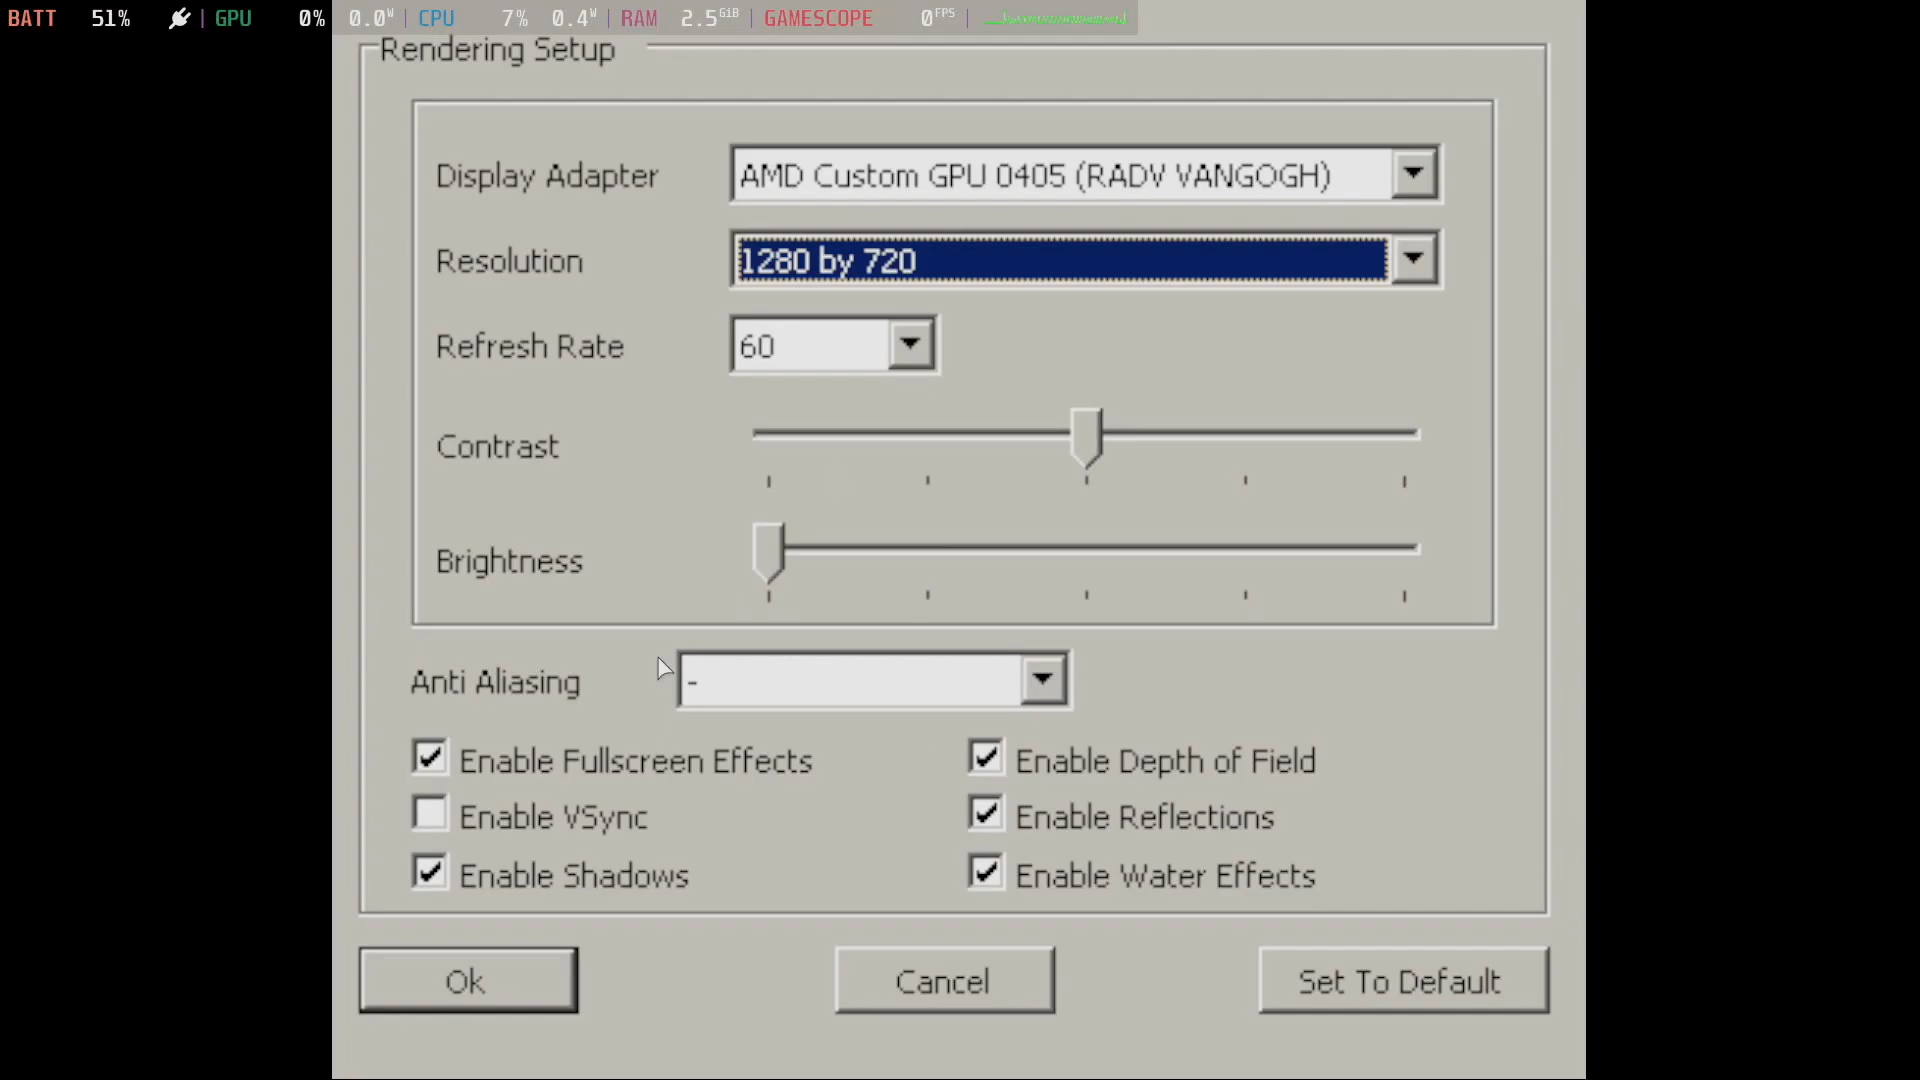 BATT 51% GPU 0% 0.0W CPU 7% 0.4W RAM 2.5GiB GAMESCOPE 0FPS
Rendering Setup
Display Adapter AMD Custom GPU 0405 (RADV VANGOGH)
Resolution 1280 by 720
Refresh Rate 60
Contrast
Brightness
Anti Aliasing -
Enable Fullscreen Effects Enable Depth of Field
Enable VSync Enable Reflections
Enable Shadows Enable Water Effects
Ok Cancel Set To Default